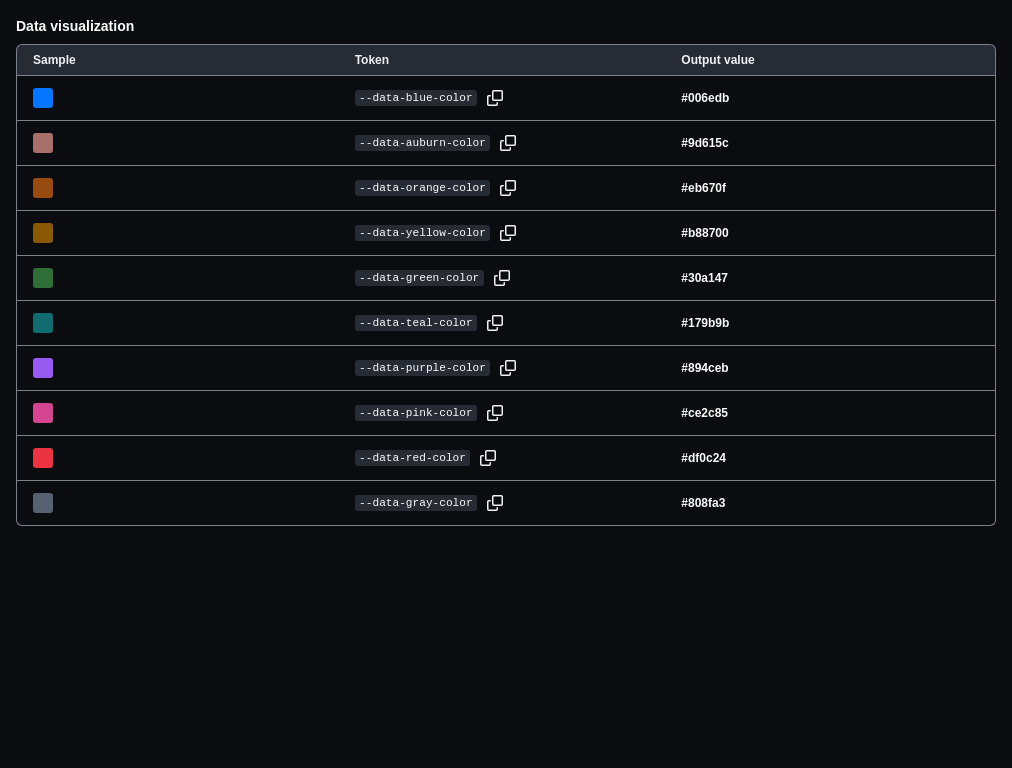 Data visualization
Sample Token Output value
--data-blue-color #006edb
--data-auburn-color #9d615c
--data-orange-color #eb670f
--data-yellow-color #b88700
--data-green-color #30a147
--data-teal-color #179b9b
--data-purple-color #894ceb
--data-pink-color #ce2c85
--data-red-color #df0c24
--data-gray-color #808fa3